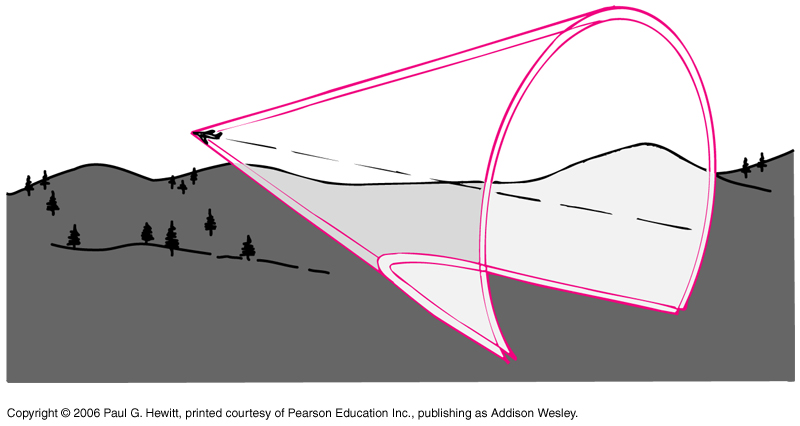 Copyright © 2006 Paul G. Hewitt, printed courtesy of Pearson Education Inc., publishing as Addison Wesley.